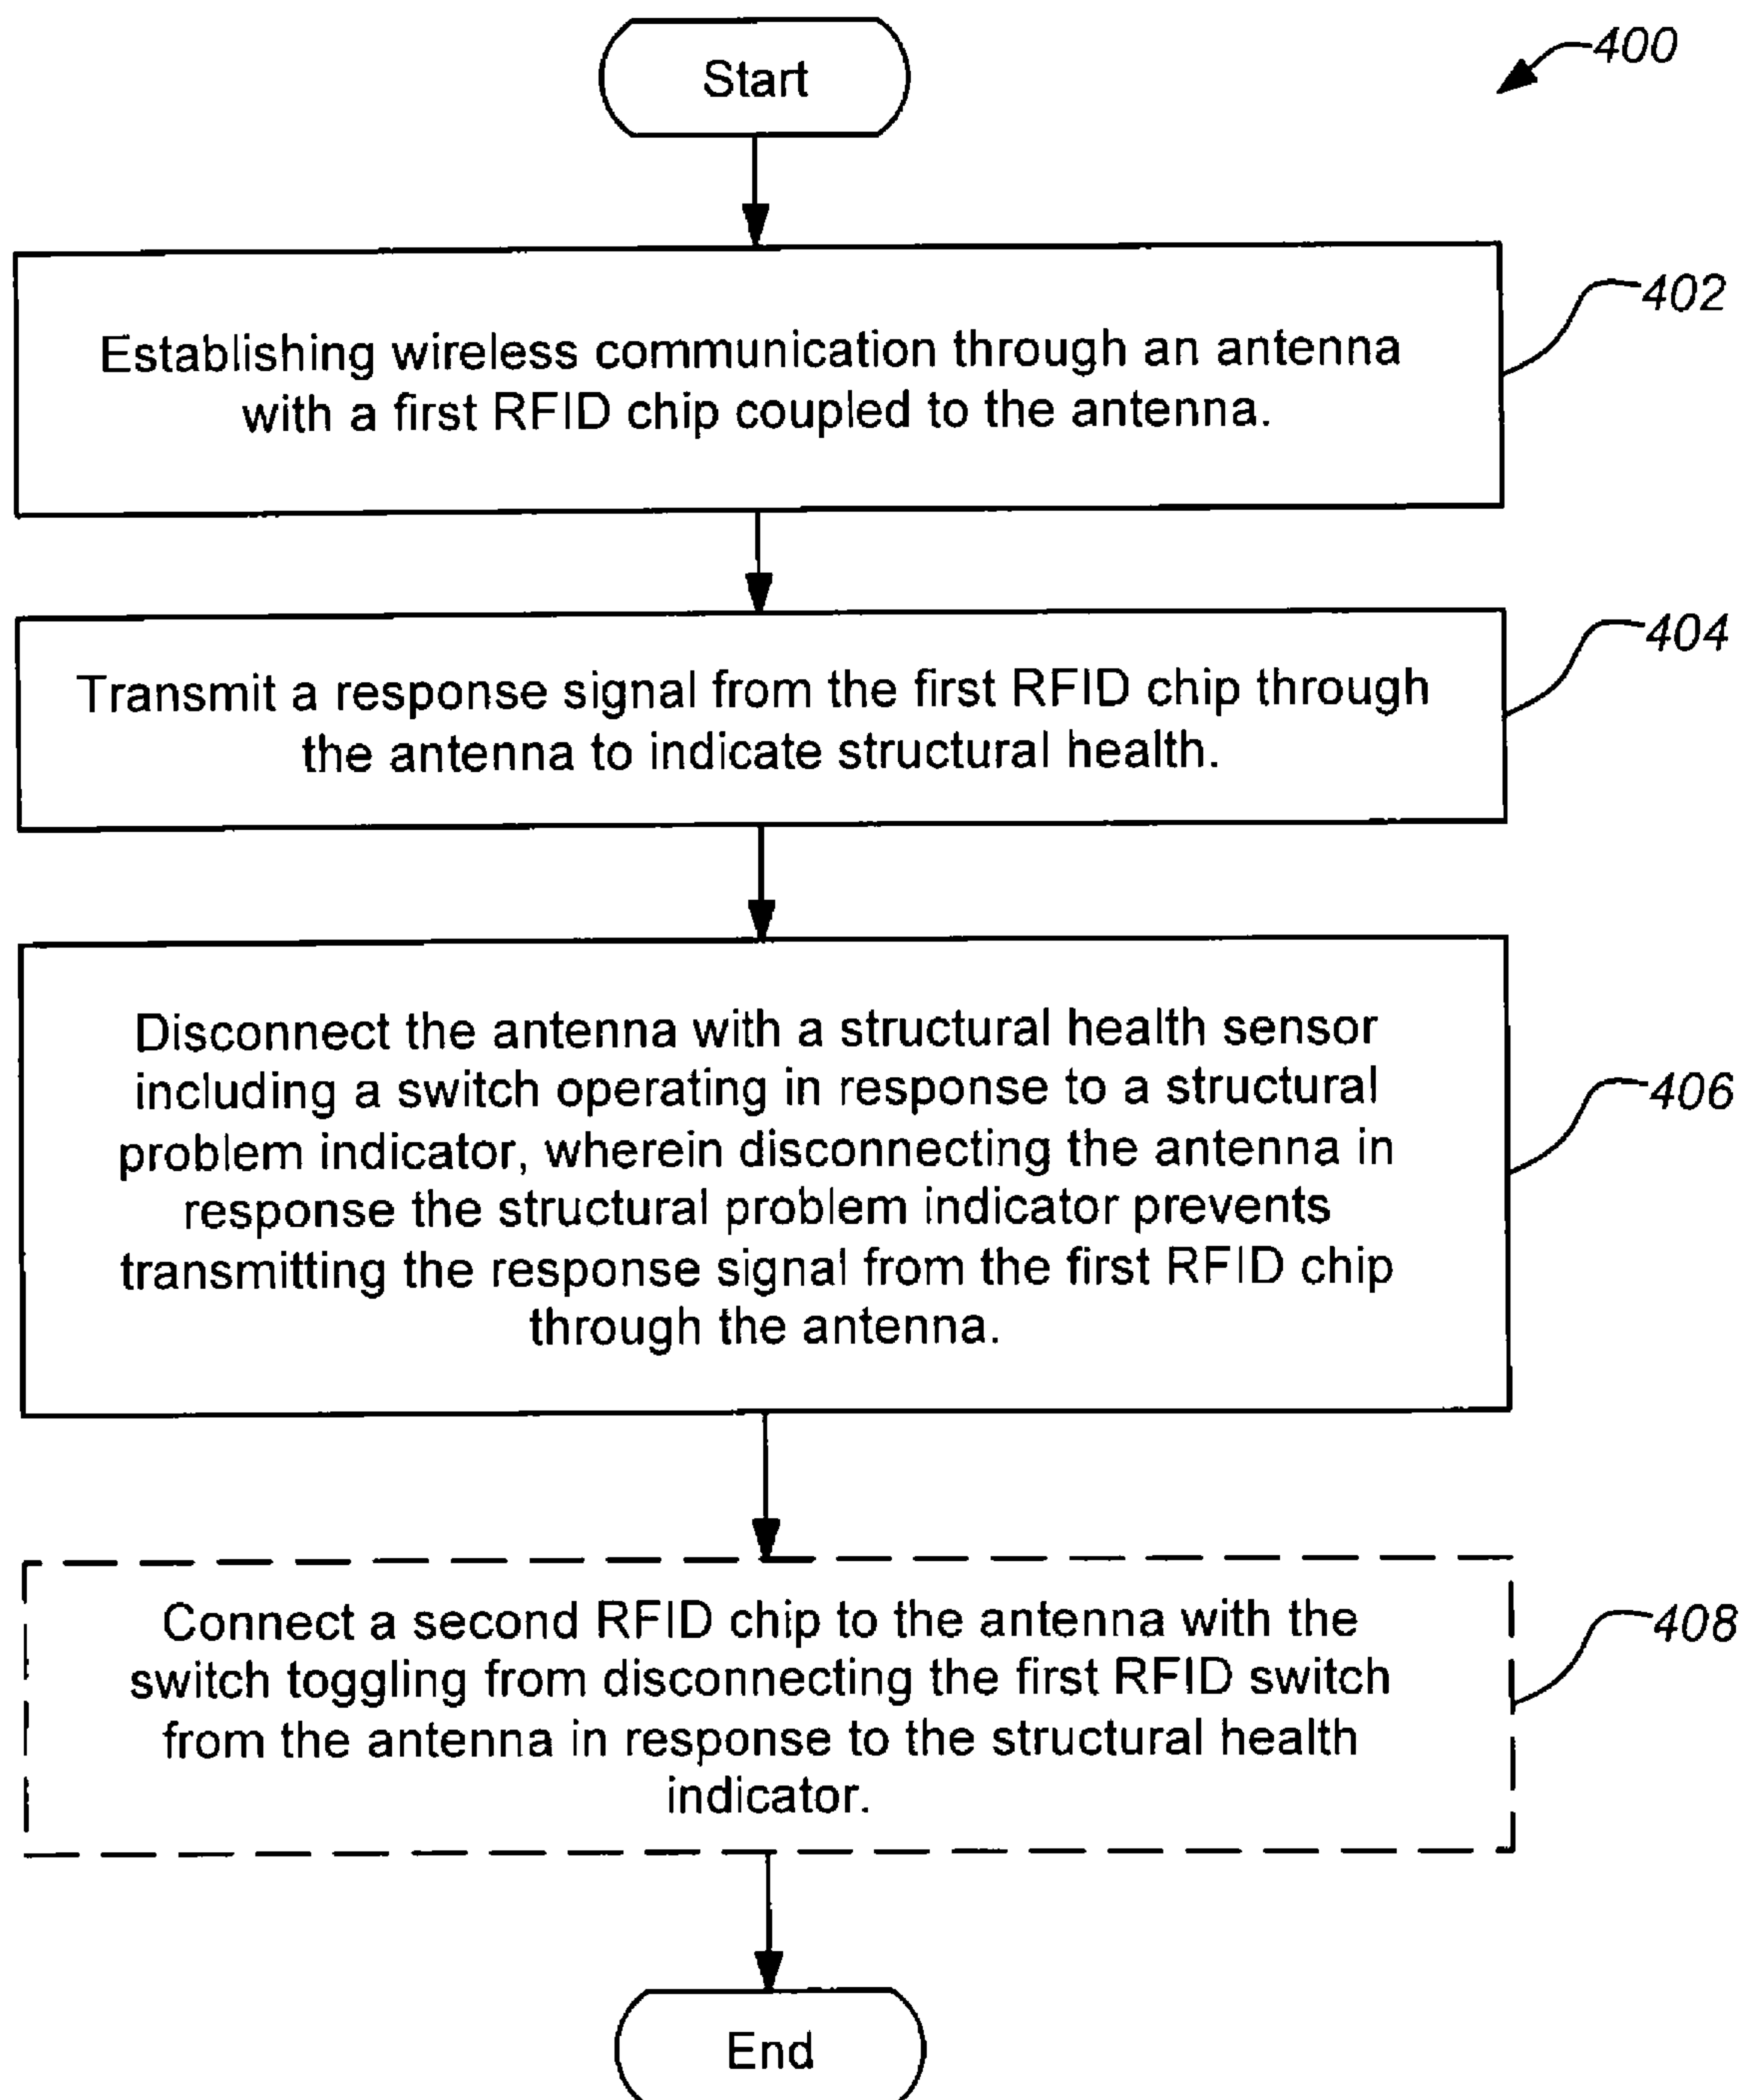 Start
400
Establishing wireless communication through an antenna
with a first RFID chip coupled to the antenna.
402
Transmit a response signal from the first RFID chip through
the antenna to indicate structural health.
404
Disconnect the antenna with a structural health sensor
including a switch operating in response to a structural
problem indicator, wherein disconnecting the antenna in
response the structural problem indicator prevents
transmitting the response signal from the first RFID chip
through the antenna.
406
Connect a second RFID chip to the antenna with the
switch toggling from disconnecting the first RFID switch
from the antenna in response to the structural health
indicator.
408
End